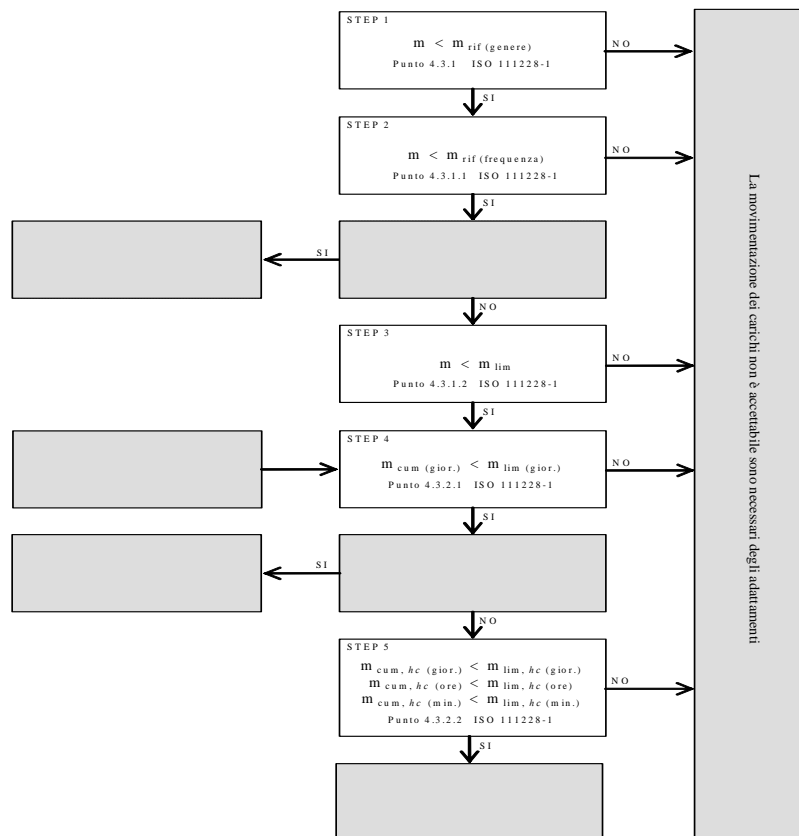 STEP 1
m < m rif (genere)
Punto 4.3.1 ISO 111228-1
NO
SI
STEP 2
m < m rif(frequenza)
Punto 4.3.1.1 ISO 111228-1
NO
SI
SI
NO
STEP 3
m < m lim
Punto 4.3.1.2 ISO 111228-1
NO
SI
STEP 4
m cum (gior.) < m lim (gior.)
Punto 4.3.2.1 ISO 111228-1
NO
SI
SI
NO
STEP 5
m cum, hc (gior.) < m lim, hc (gior.)
m cum, hc (ore) < m lim, hc (ore)
m cum, hc (min.) < m lim, hc (min.)
Punto 4.3.2.2 ISO 111228-1
NO
SI
La movimentazione dei carichi non è accettabile sono necessari degli adattamenti